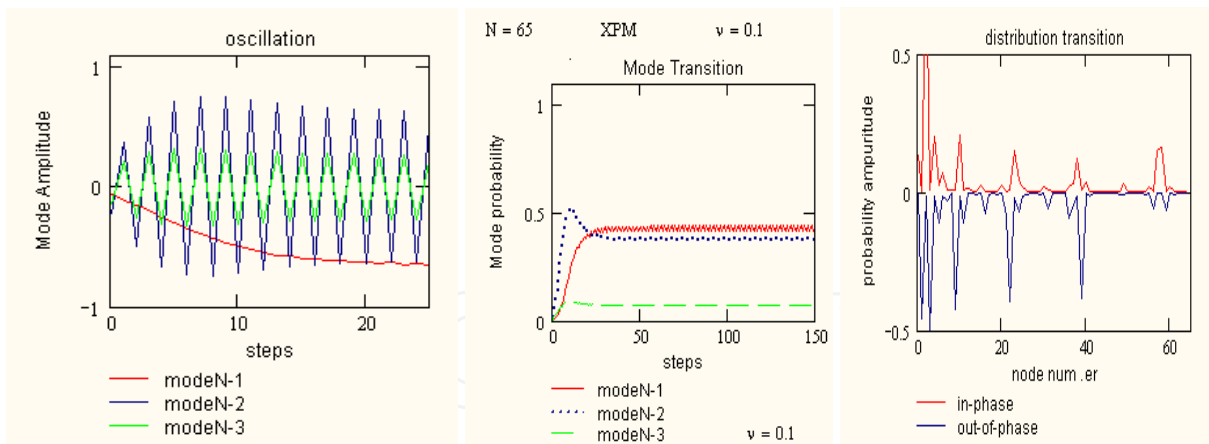 oscillation
Mode Amplitude
1
0
−1
0
10
20
steps
modeN-1
modeN-2
modeN-3
N = 65 XPM ν = 0.1
Mode Transition
Mode probability
1
0.5
0
0
50
100
150
steps
modeN-1
modeN-2
modeN-3 ν = 0.1
distribution transition
probability ampuritude
0.5
0
−0.5
0
20
40
60
node num .er
in-phase
out-of-phase